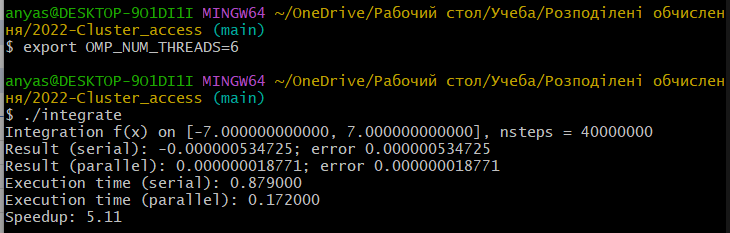 anyas@DESKTOP-9O1DI1I MINGW64 ~/OneDrive/Рабочий стол/Учеба/Розподілені обчислен
ня/2022-Cluster_access (main)
$ export OMP_NUM_THREADS=6
anyas@DESKTOP-9O1DI1I MINGW64 ~/OneDrive/Рабочий стол/Учеба/Розподілені обчислен
ня/2022-Cluster_access (main)
$ ./integrate
Integration f(x) on [-7.000000000000, 7.000000000000], nsteps = 40000000
Result (serial): -0.000000534725; error 0.000000534725
Result (parallel): 0.000000018771; error 0.000000018771
Execution time (serial): 0.879000
Execution time (parallel): 0.172000
Speedup: 5.11